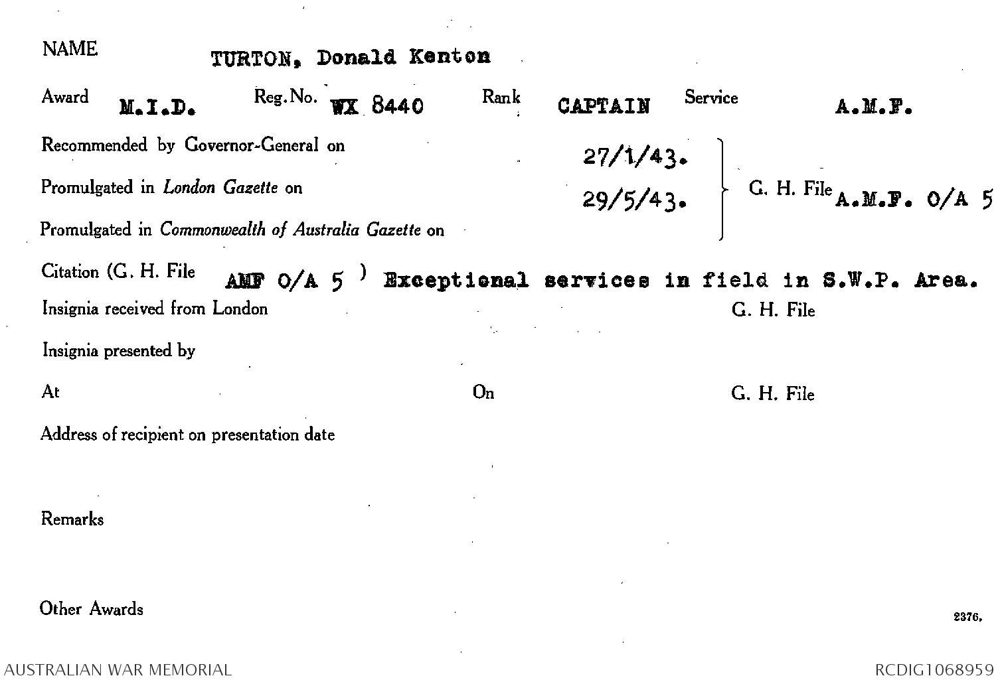 NAME TURTON, Donald Kenton
Award M.I.D. Reg. No. WX 8440 Rank CAPTAIN Service A.M.F.
Recommended by Governor-General on 27/1/43.
Promulgated in London Gazette on 29/5/43. G. H. File A.M.F. O/A 5
Promulgated in Commonwealth of Australia Gazette on
Citation (G. H. File AMF O/A 5 ) Exceptional services in field in S.W.P. Area.
Insignia received from London G. H. File
Insignia presented by
At On G. H. File
Address of recipient on presentation date
Remarks
Other Awards
2376.
AUSTRALIAN WAR MEMORIAL RCDIG1068959